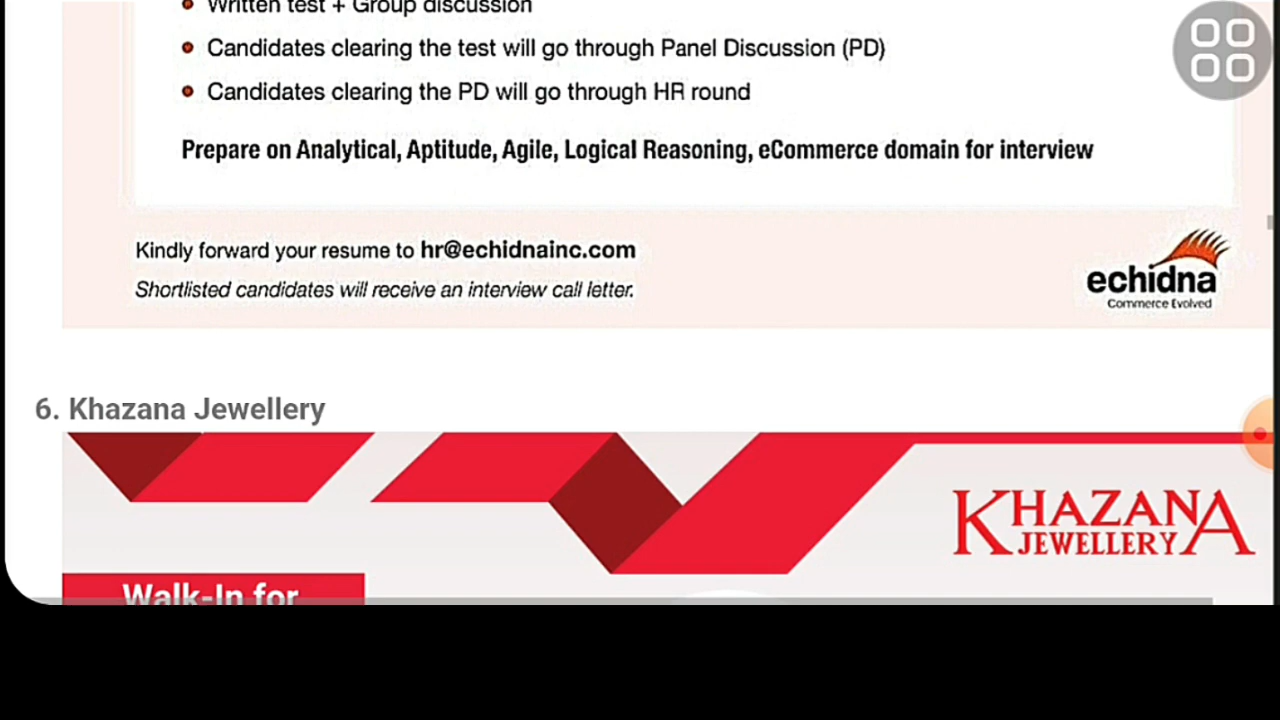 Written test + Group discussion
Candidates clearing the test will go through Panel Discussion (PD)
Candidates clearing the PD will go through HR round
Prepare on Analytical, Aptitude, Agile, Logical Reasoning, eCommerce domain for interview
Kindly forward your resume to hr@echidnainc.com
Shortlisted candidates will receive an interview call letter.
echidna
Commerce Evolved
6. Khazana Jewellery
KHAZANA
JEWELLERY
Walk-In for